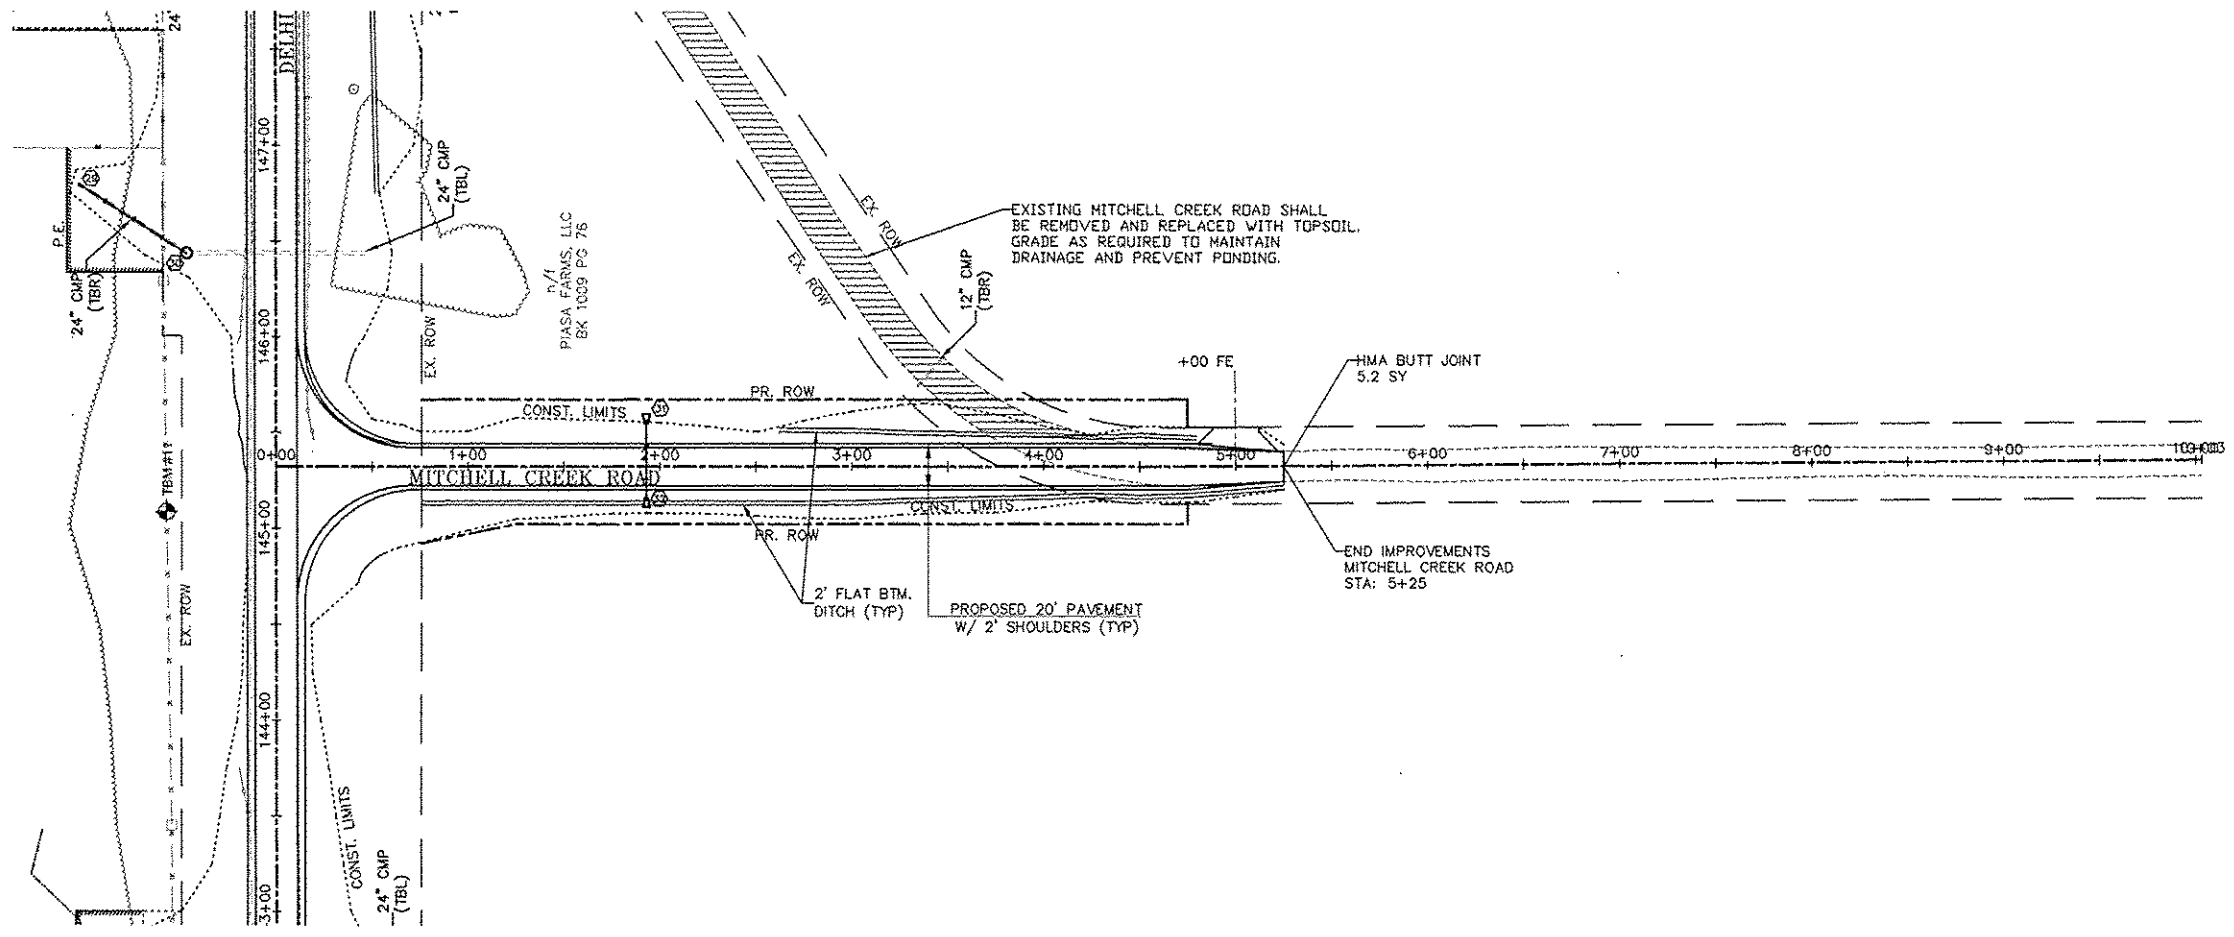 24"
DELHI
147+00
24" CMP
(TBL)
P.E.
24" CMP
(TBR)
n/f
PIASA FARMS, LLC
BK 1009 PG 76
EX. ROW
EX. ROW
EX. ROW
EXISTING MITCHELL CREEK ROAD SHALL
BE REMOVED AND REPLACED WITH TOPSOIL.
GRADE AS REQUIRED TO MAINTAIN
DRAINAGE AND PREVENT PONDING.
12" CMP
(TBR)
146+00
+00 FE
HMA BUTT JOINT
5.2 SY
PR. ROW
CONST. LIMITS
0+00
1+00
2+00
3+00
4+00
5+00
6+00
7+00
8+00
9+00
MITCHELL CREEK ROAD
TBM#11
CONST. LIMITS
PR. ROW
145+00
END IMPROVEMENTS
MITCHELL CREEK ROAD
STA: 5+25
2' FLAT BTM.
DITCH (TYP)
PROPOSED 20' PAVEMENT
W/ 2' SHOULDERS (TYP)
EX. ROW
144+00
CONST. LIMITS
24" CMP
(TBL)
3+00